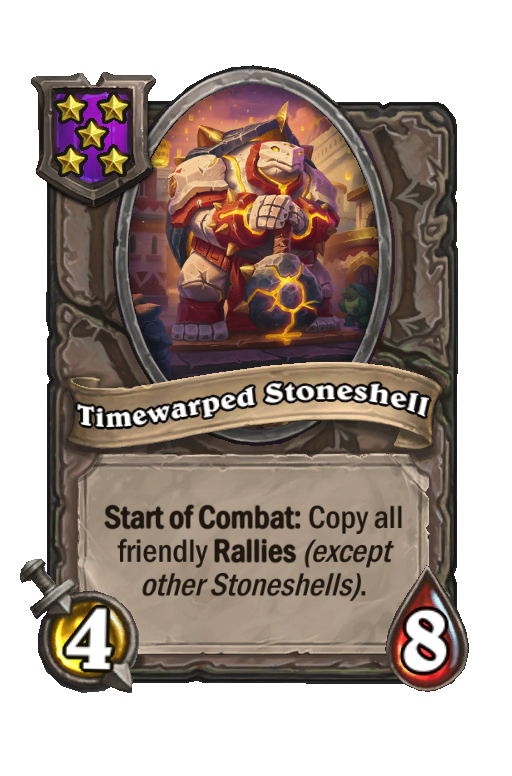 Timewarped Stoneshell
Start of Combat: Copy all
friendly Rallies (except
other Stoneshells).
4
8